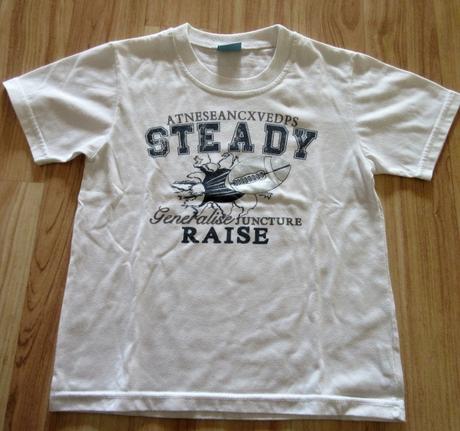 ATNESEANCXVEDPS
STEADY
Generalise JUNCTURE
RAISE